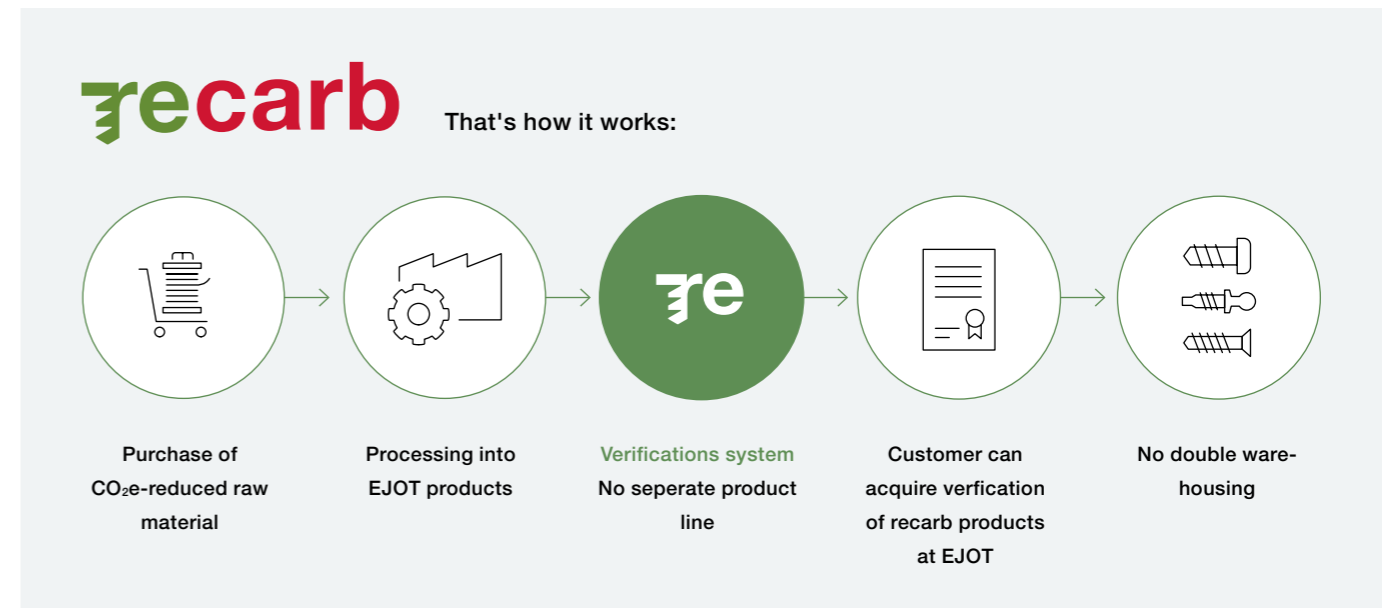 recarb
That's how it works:
re
Purchase of
CO₂e-reduced raw
material
Processing into
EJOT products
Verifications system
No seperate product
line
Customer can
acquire verfication
of recarb products
at EJOT
No double ware-
housing